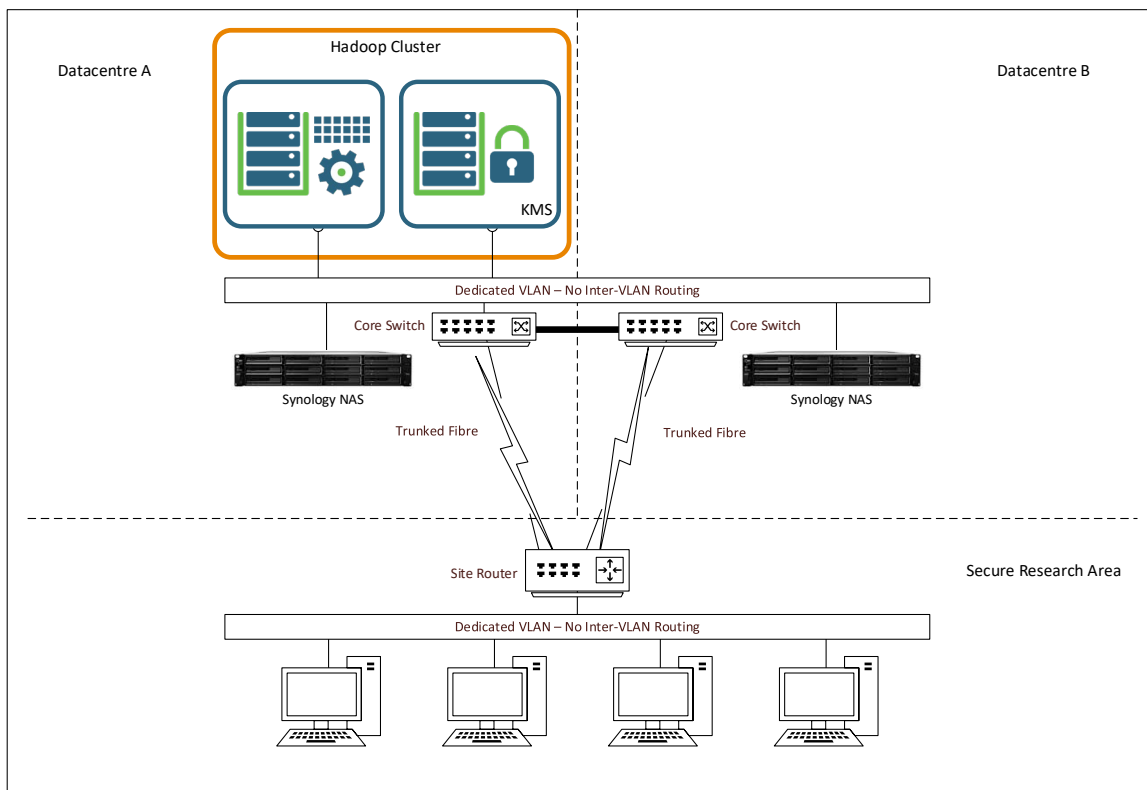 Hadoop Cluster
Datacentre A
Datacentre B
KMS
Dedicated VLAN – No Inter-VLAN Routing
Core Switch
Core Switch
Synology NAS
Synology NAS
Trunked Fibre
Trunked Fibre
Site Router
Secure Research Area
Dedicated VLAN – No Inter-VLAN Routing